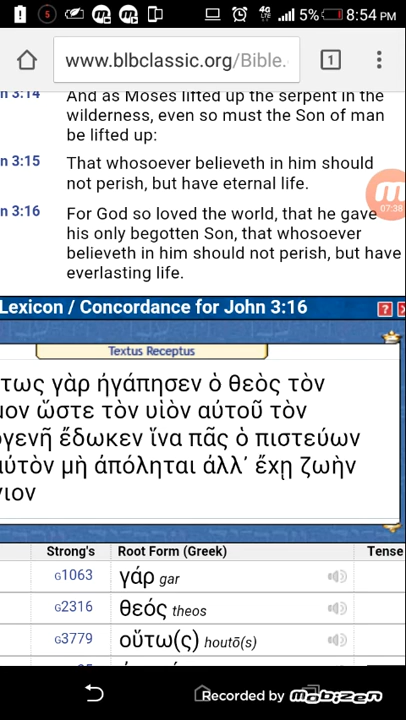 5 4G LTE 5% 8:54 PM
www.blbclassic.org/Bible. 1
n 3:14 And as Moses lifted up the serpent in the
wilderness, even so must the Son of man
be lifted up:
n 3:15 That whosoever believeth in him should
not perish, but have eternal life.
n 3:16 For God so loved the world, that he gave
07:38
his only begotten Son, that whosoever
believeth in him should not perish, but have
everlasting life.
Lexicon / Concordance for John 3:16 ?
Textus Receptus
τως γὰρ ἠγάπησεν ὁ θεὸς τὸν
μον ὥστε τὸν υἱὸν αὑτοῦ τὸν
ογενῆ ἔδωκεν ἵνα πᾶς ὁ πιστεύων
αὐτὸν μὴ ἀπόληται ἀλλ᾽ ἔχῃ ζωὴν
νιον
Strong's Root Form (Greek) Tense
G1063 γάρ gar
G2316 θεός theos
G3779 οὕτω(ς) houtō(s)
Recorded by mobizen